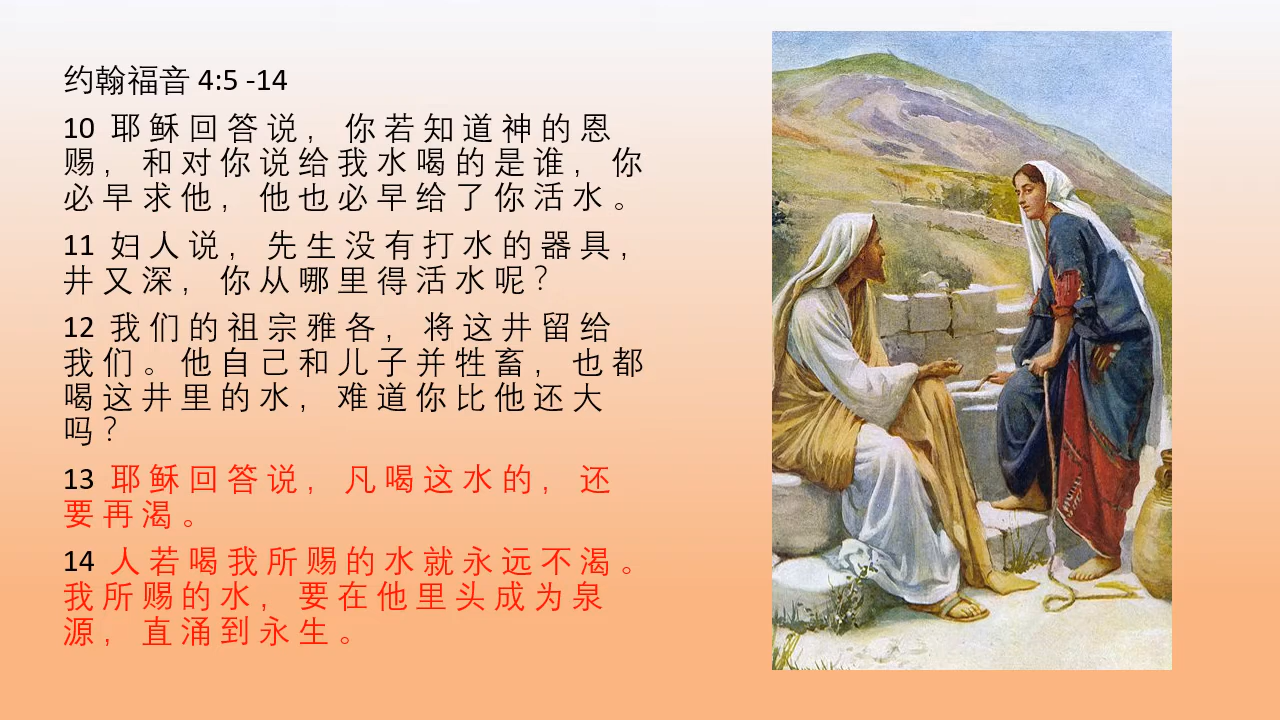 约翰福音 4:5 -14
10 耶稣回答说，你若知道神的恩
赐，和对你说给我水喝的是谁，你
必早求他，他也必早给了你活水。
11 妇人说，先生没有打水的器具，
井又深，你从哪里得活水呢？
12 我们的祖宗雅各，将这井留给
我们。他自己和儿子并牲畜，也都
喝这井里的水，难道你比他还大
吗？
13 耶稣回答说，凡喝这水的，还
要再渴。
14 人若喝我所赐的水就永远不渴。
我所赐的水，要在他里头成为泉
源，直涌到永生。